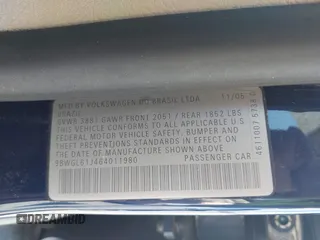 MFD BY VOLKSWAGEN DO BRASIL LTDA. 11/05
GVWR 3881 GAWR FRONT 2061 / REAR 1852 LBS
THIS VEHICLE CONFORMS TO ALL APPLICABLE
FEDERAL MOTOR VEHICLE SAFETY, BUMPER AND
THEFT PREVENTION STANDARDS IN EFFECT ON
THE DATE OF MANUFACTURE SHOWN ABOVE.
PASSENGER CAR
DREAMBID